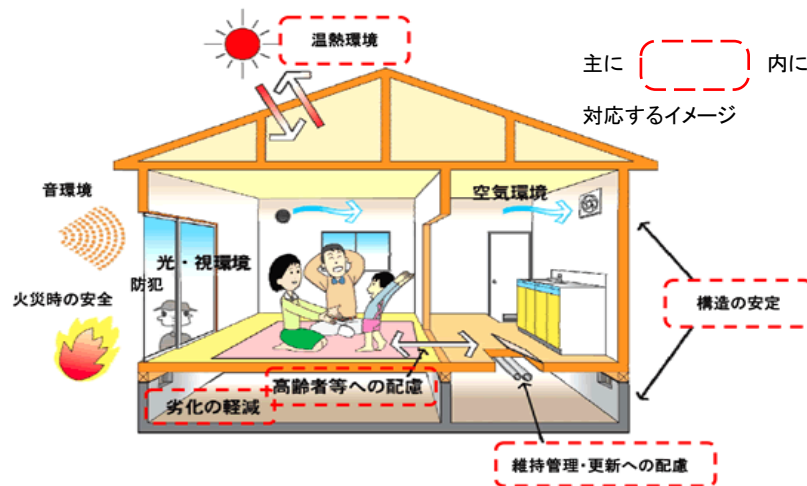 温熱環境
主に 内に
対応するイメージ
音環境
空気環境
光・視環境
防犯
火災時の安全
構造の安定
高齢者等への配慮
劣化の軽減
維持管理・更新への配慮